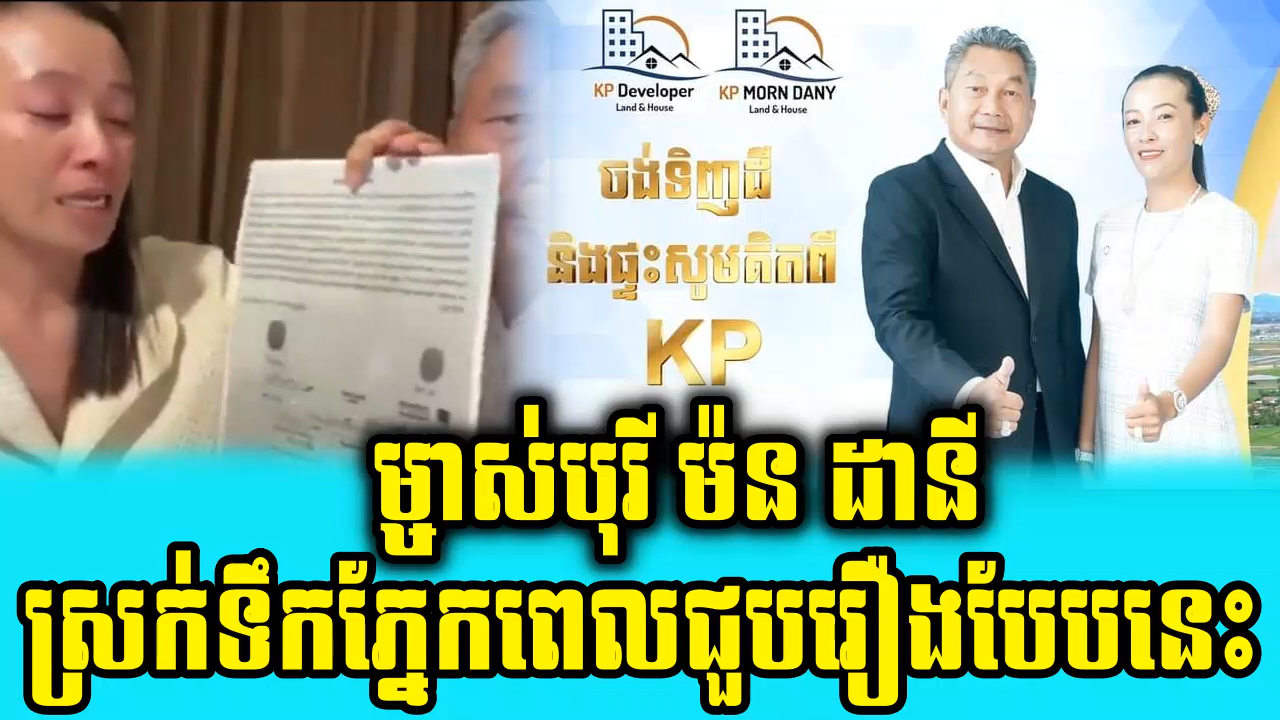 KP Developer
Land & House
KP MORN DANY
Land & House
ចង់ទិញដី
និងផ្ទះសូមគិតពី
KP
ម្ចាស់បុរី ម៉ន ដានី
ស្រក់ទឹកភ្នែកពេលជួបរឿងបែបនេះ